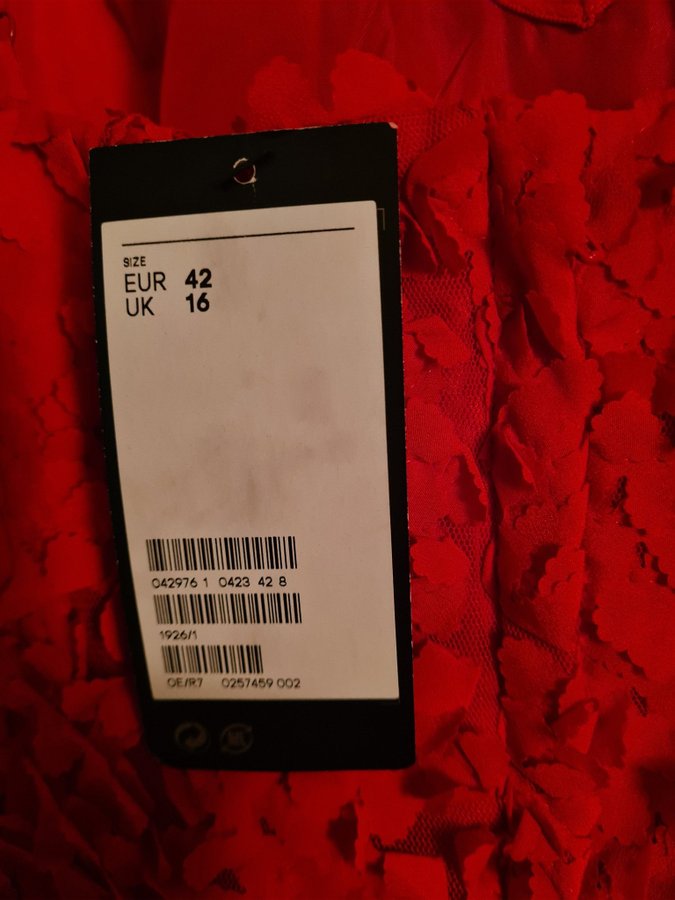 SIZE
EUR 42
UK 16
042976 1 0423 42 8
1926/1
OE/R7 0257459 002